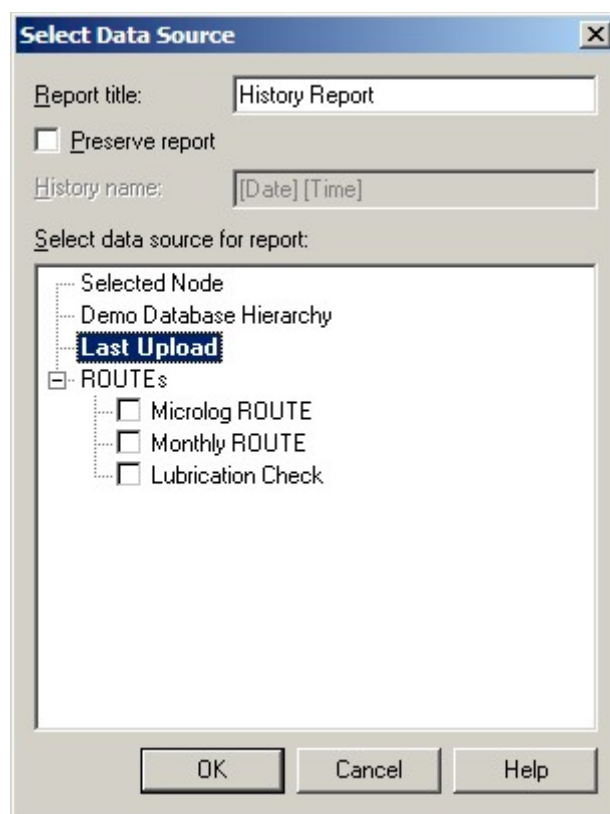 Select Data Source
Report title: History Report
Preserve report
History name: [Date] [Time]
Select data source for report:
Selected Node
Demo Database Hierarchy
Last Upload
ROUTEs
Microlog ROUTE
Monthly ROUTE
Lubrication Check
OK Cancel Help